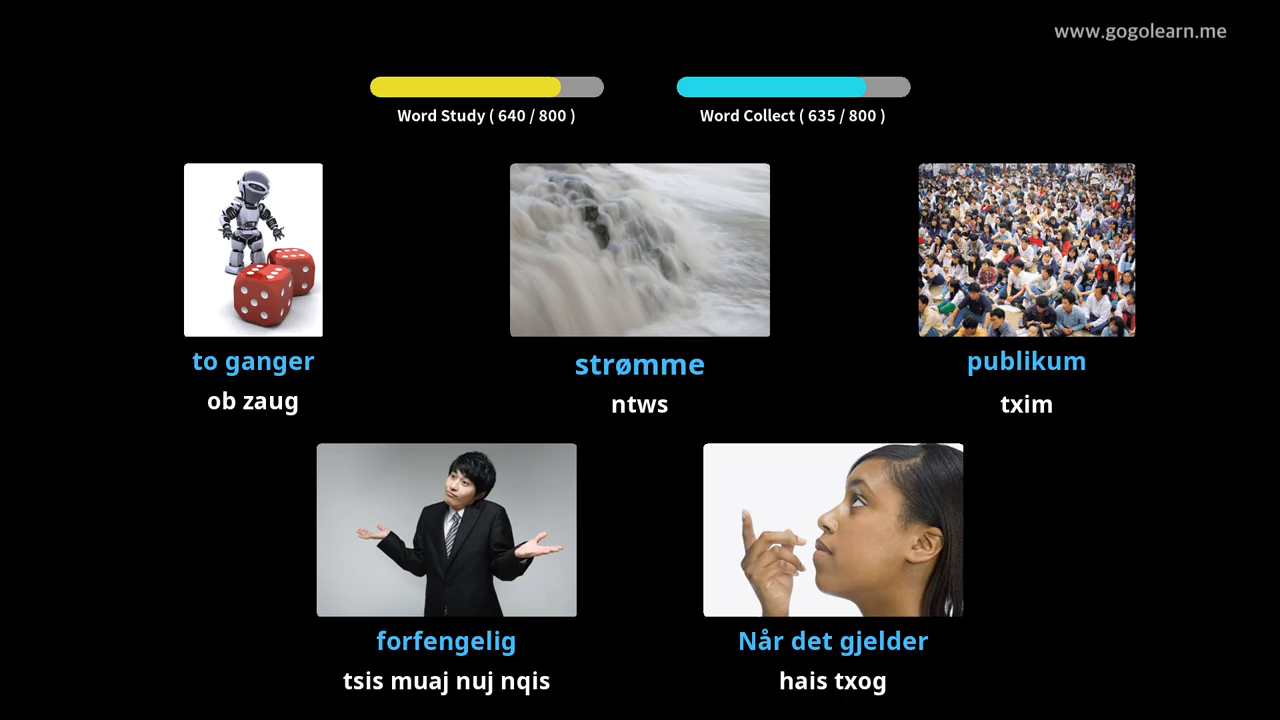 www.gogolearn.me
Word Study ( 640 / 800 )
Word Collect ( 635 / 800 )
to ganger
ob zaug
strømme
ntws
publikum
txim
forfengelig
tsis muaj nuj nqis
Når det gjelder
hais txog